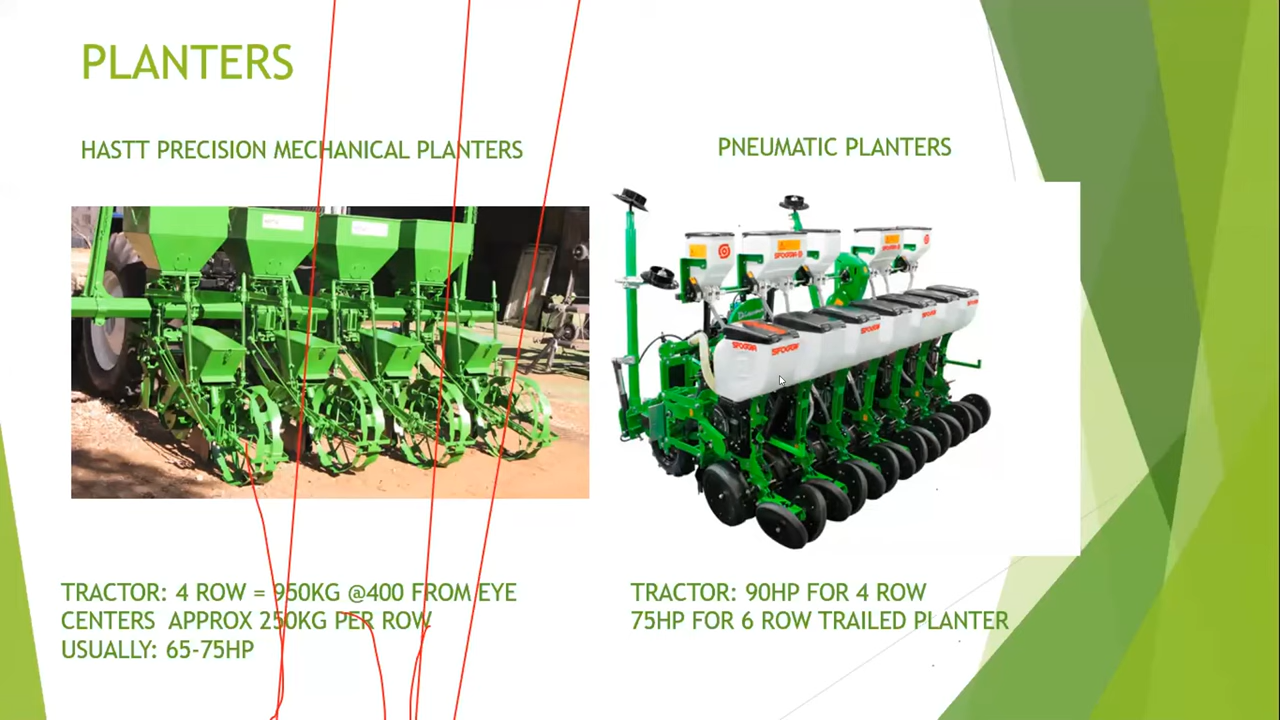 PLANTERS
HASTT PRECISION MECHANICAL PLANTERS
PNEUMATIC PLANTERS
TRACTOR: 4 ROW = 950KG @400 FROM EYE
CENTERS APPROX 250KG PER ROW
USUALLY: 65-75HP
TRACTOR: 90HP FOR 4 ROW
75HP FOR 6 ROW TRAILED PLANTER